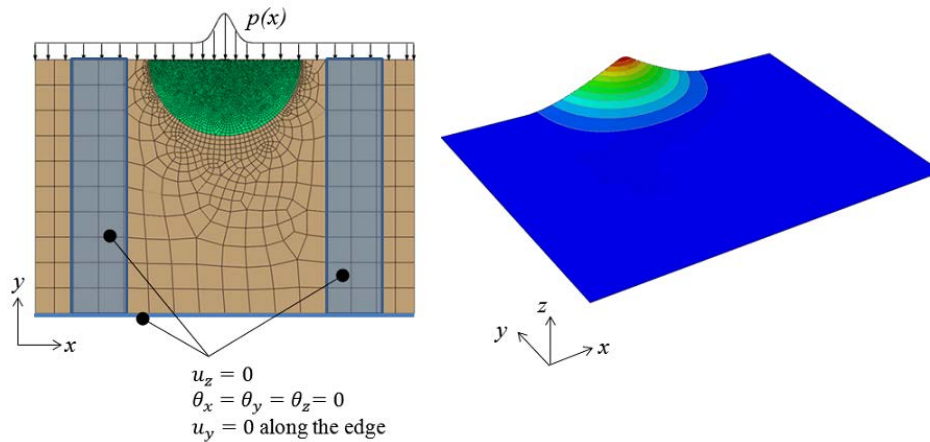 p(x)
y
x
z
y
x
u_z = 0
θ_x = θ_y = θ_z=0
u_y = 0 along the edge